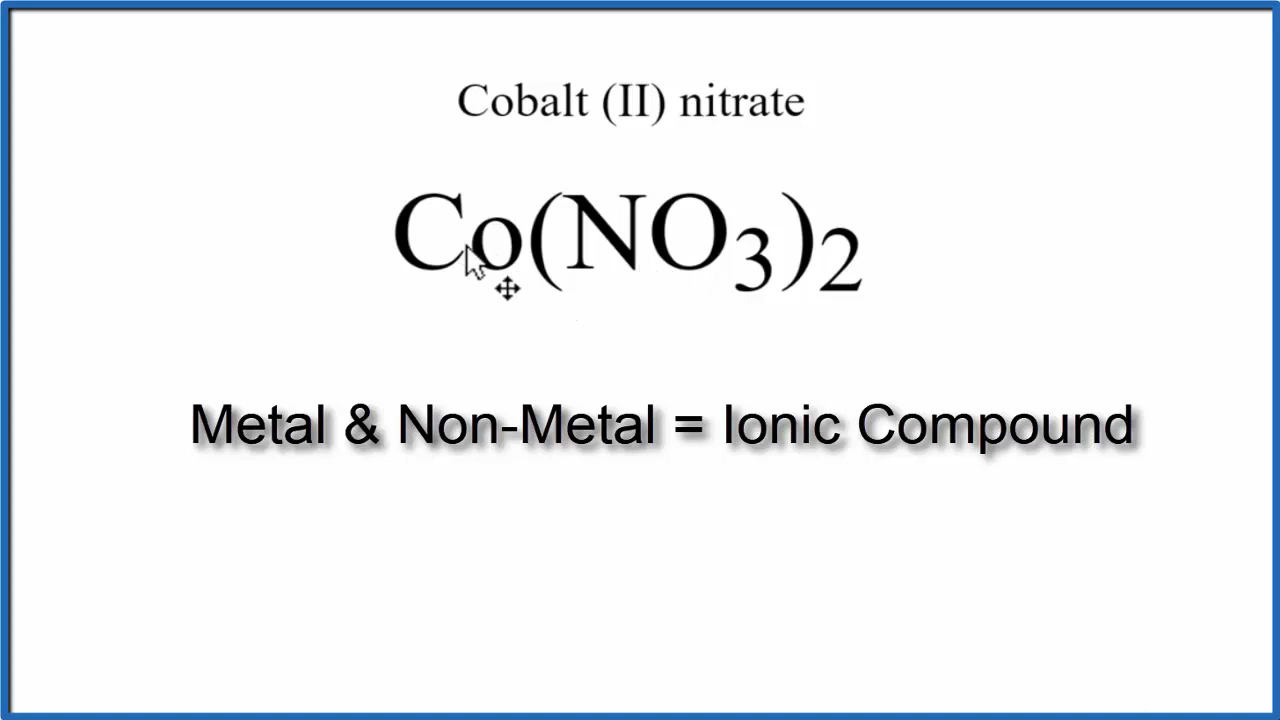 Cobalt (II) nitrate
Co(NO3)2
Metal & Non-Metal = Ionic Compound